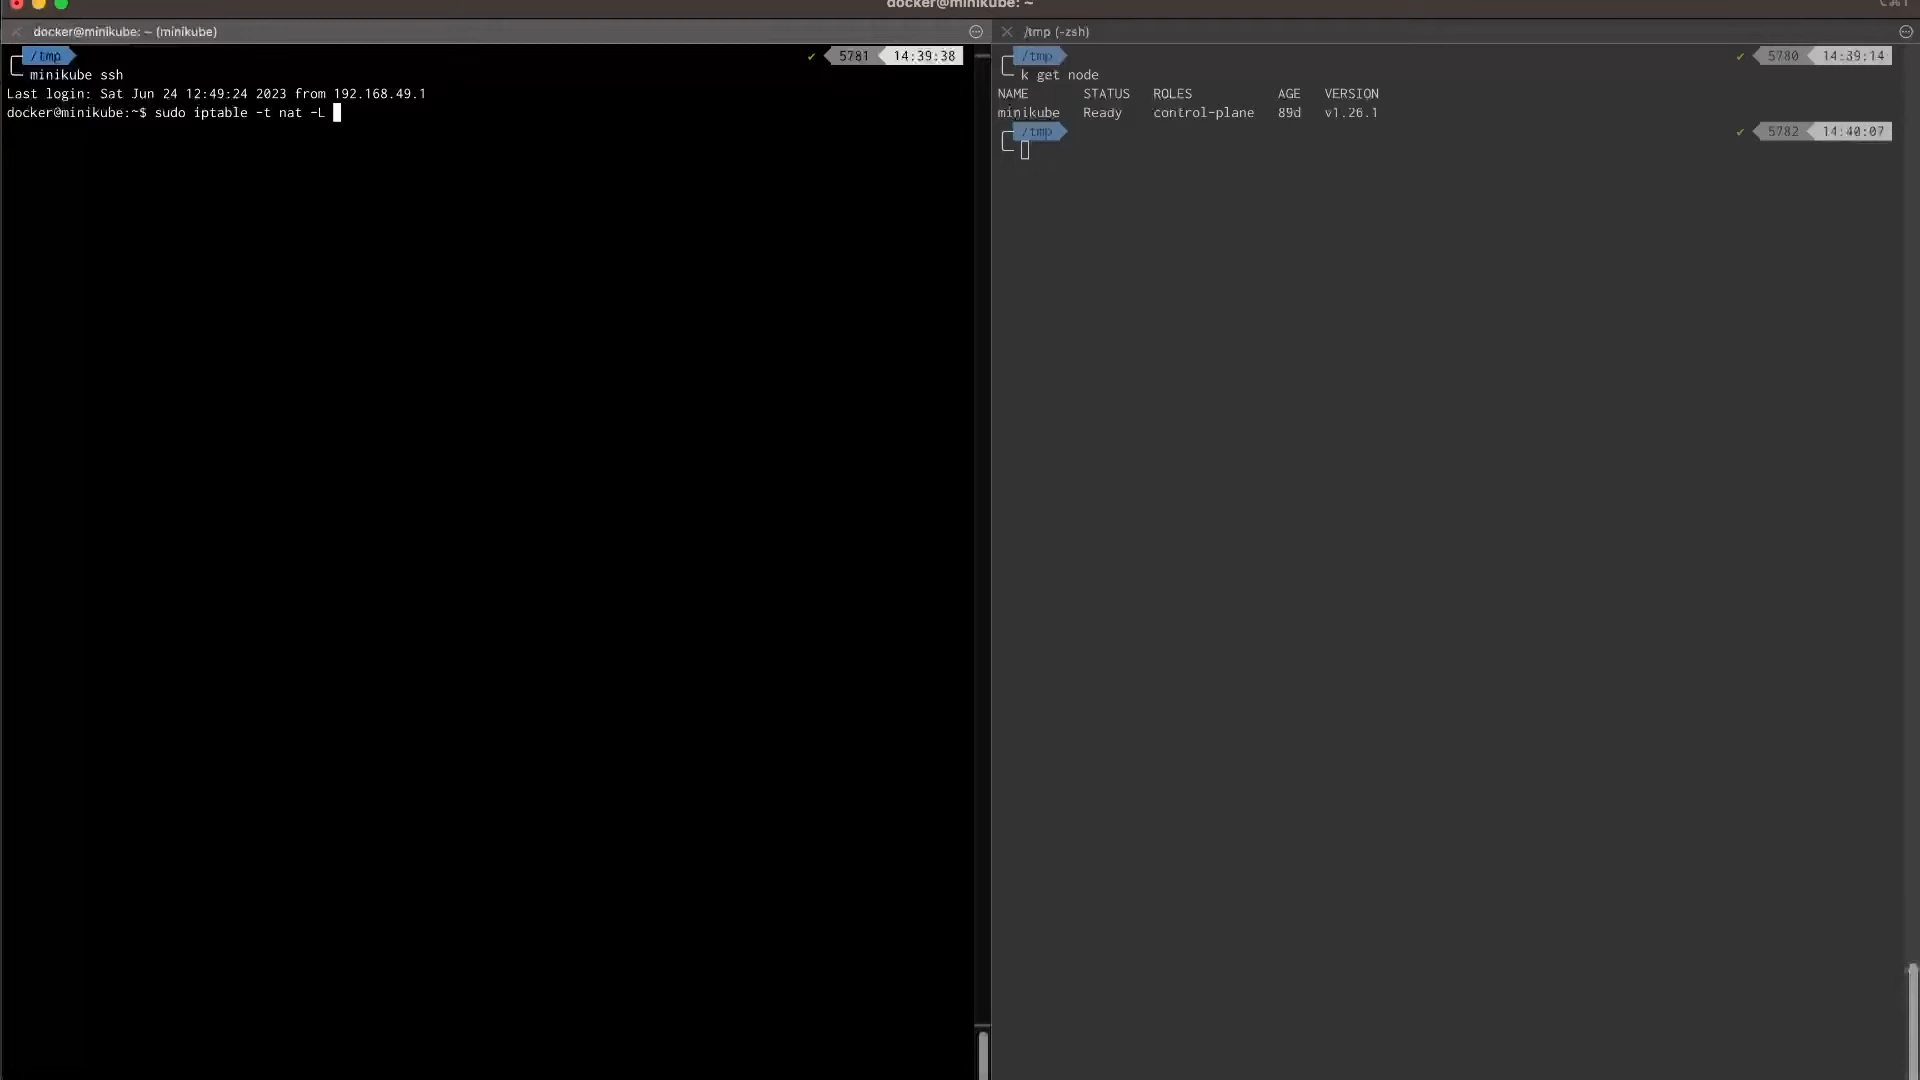 docker@minikube: ~
docker@minikube: ~ (minikube)
/tmp
5781
14:39:38
minikube ssh
Last login: Sat Jun 24 12:49:24 2023 from 192.168.49.1
docker@minikube:~$ sudo iptable -t nat -L
/tmp (-zsh)
/tmp
5780
14:39:14
k get node
NAME STATUS ROLES AGE VERSION
minikube Ready control-plane 89d v1.26.1
/tmp
5782
14:40:07